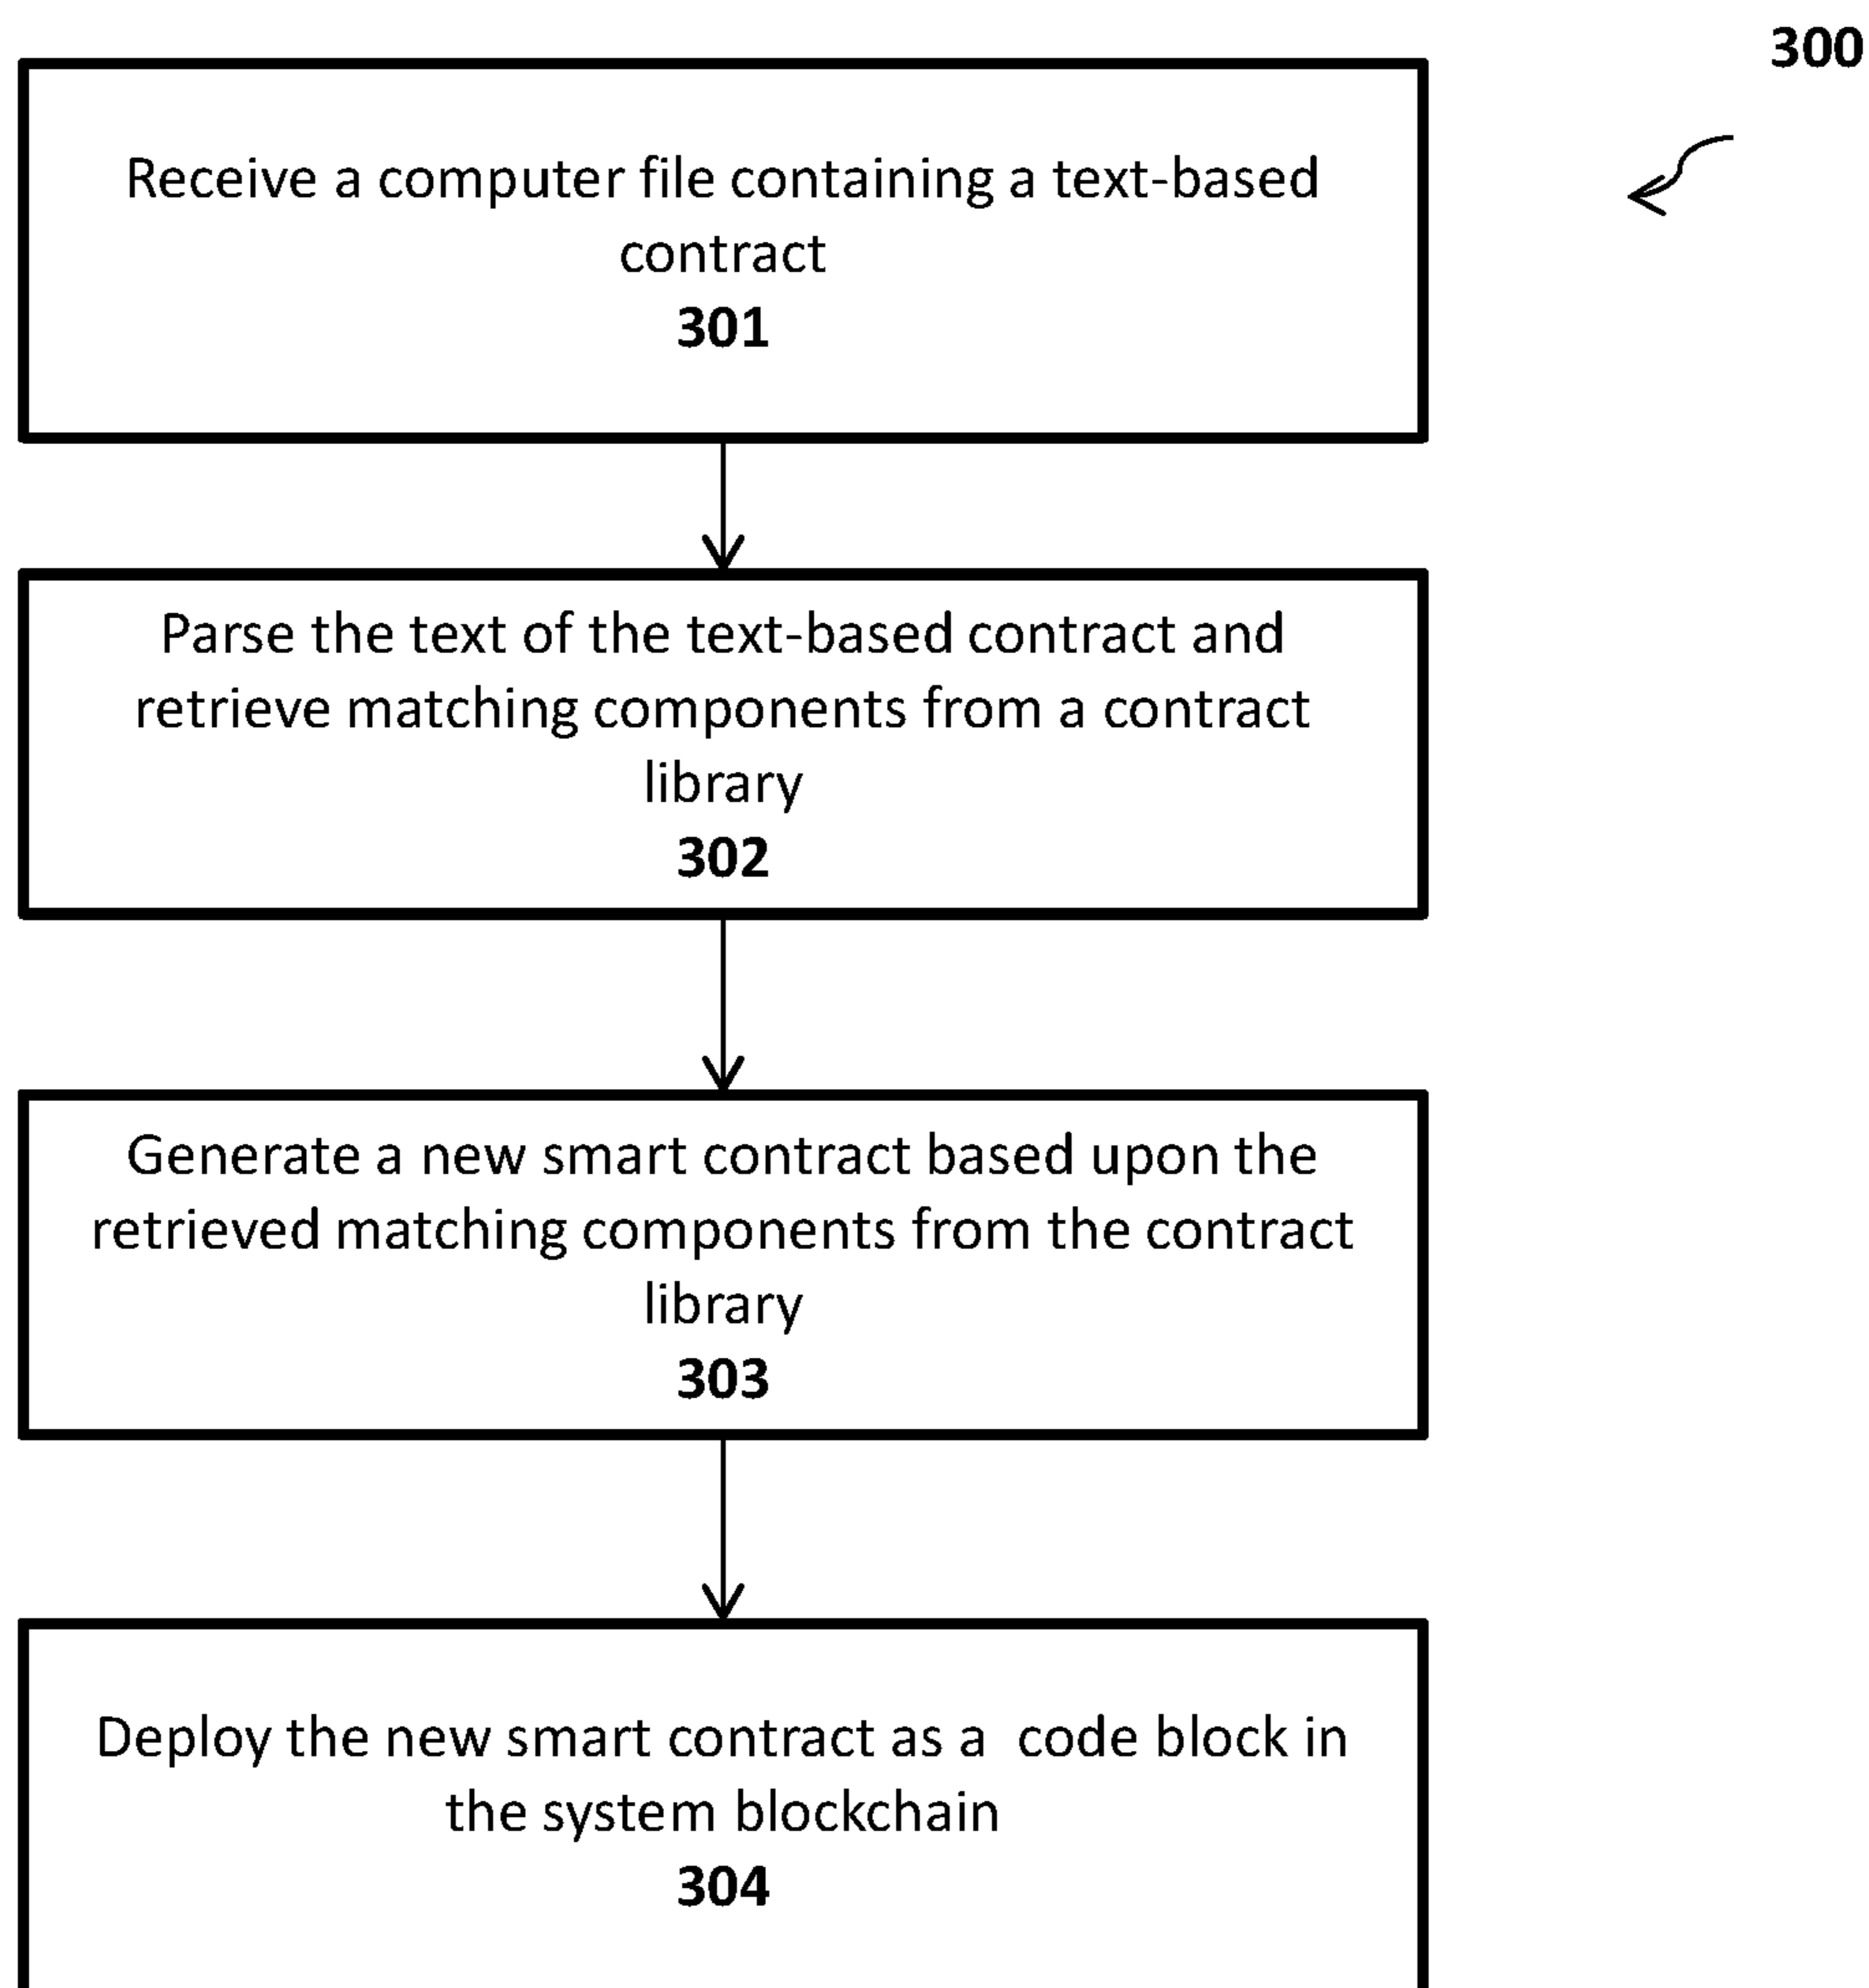 300
Receive a computer file containing a text-based
contract
301
Parse the text of the text-based contract and
retrieve matching components from a contract
library
302
Generate a new smart contract based upon the
retrieved matching components from the contract
library
303
Deploy the new smart contract as a  code block in
the system blockchain
304